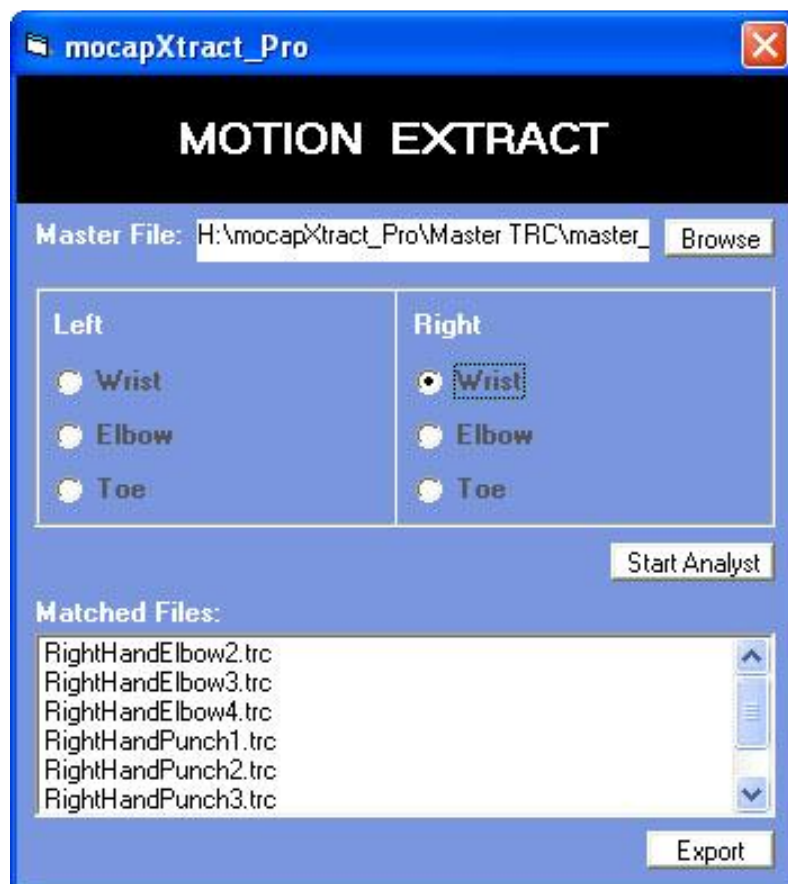 mocapXtract_Pro
MOTION EXTRACT
Master File: H:\mocapXtract_Pro\Master TRC\master_ Browse
Left
Wrist
Elbow
Toe
Right
Wrist
Elbow
Toe
Start Analyst
Matched Files:
RightHandElbow2.trc
RightHandElbow3.trc
RightHandElbow4.trc
RightHandPunch1.trc
RightHandPunch2.trc
RightHandPunch3.trc
Export